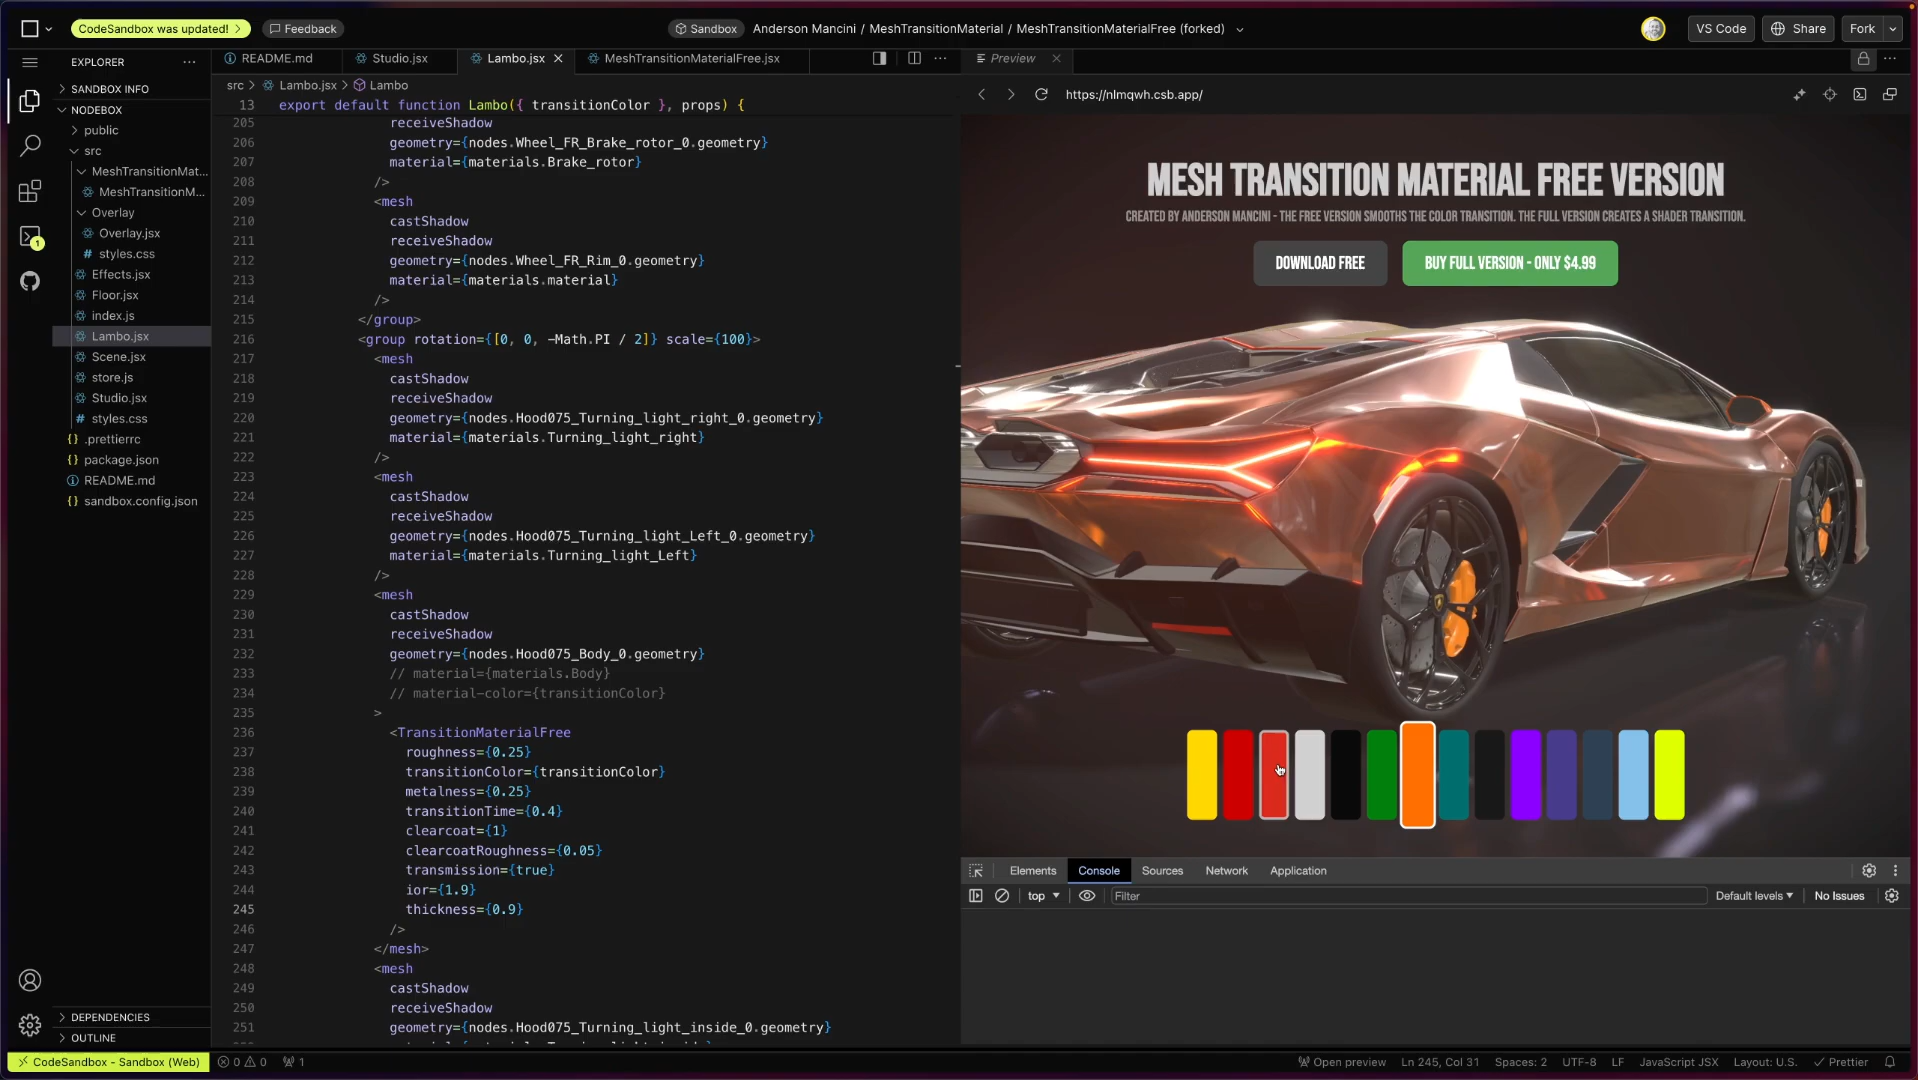 CodeSandbox was updated! >
Feedback
Sandbox
Anderson Mancini / MeshTransitionMaterial / MeshTransitionMaterialFree (forked)
VS Code
Share
Fork
EXPLORER
README.md
Studio.jsx
Lambo.jsx
MeshTransitionMaterialFree.jsx
Preview
SANDBOX INFO
NODEBOX
public
src
MeshTransitionMat...
MeshTransitionM...
Overlay
Overlay.jsx
styles.css
Effects.jsx
Floor.jsx
index.js
Lambo.jsx
Scene.jsx
store.js
Studio.jsx
styles.css
.prettierrc
package.json
README.md
sandbox.config.json
DEPENDENCIES
OUTLINE
1
src > Lambo.jsx > Lambo
13 export default function Lambo({ transitionColor }, props) {
205 receiveShadow
206 geometry={nodes.Wheel_FR_Brake_rotor_0.geometry}
207 material={materials.Brake_rotor}
208 />
209 <mesh
210 castShadow
211 receiveShadow
212 geometry={nodes.Wheel_FR_Rim_0.geometry}
213 material={materials.material}
214 />
215 </group>
216 <group rotation={[0, 0, -Math.PI / 2]} scale={100}>
217 <mesh
218 castShadow
219 receiveShadow
220 geometry={nodes.Hood075_Turning_light_right_0.geometry}
221 material={materials.Turning_light_right}
222 />
223 <mesh
224 castShadow
225 receiveShadow
226 geometry={nodes.Hood075_Turning_light_Left_0.geometry}
227 material={materials.Turning_light_Left}
228 />
229 <mesh
230 castShadow
231 receiveShadow
232 geometry={nodes.Hood075_Body_0.geometry}
233 // material={materials.Body}
234 // material-color={transitionColor}
235 >
236 <TransitionMaterialFree
237 roughness={0.25}
238 transitionColor={transitionColor}
239 metalness={0.25}
240 transitionTime={0.4}
241 clearcoat={1}
242 clearcoatRoughness={0.05}
243 transmission={true}
244 ior={1.9}
245 thickness={0.9}
246 />
247 </mesh>
248 <mesh
249 castShadow
250 receiveShadow
251 geometry={nodes.Hood075_Turning_light_inside_0.geometry}
https://nlmqwh.csb.app/
MESH TRANSITION MATERIAL FREE VERSION
CREATED BY ANDERSON MANCINI - THE FREE VERSION SMOOTHS THE COLOR TRANSITION. THE FULL VERSION CREATES A SHADER TRANSITION.
DOWNLOAD FREE
BUY FULL VERSION - ONLY $4.99
Elements
Console
Sources
Network
Application
top
Filter
Default levels
No Issues
CodeSandbox - Sandbox (Web)
0
0
1
Open preview
Ln 245, Col 31
Spaces: 2
UTF-8
LF
JavaScript JSX
Layout: U.S.
Prettier